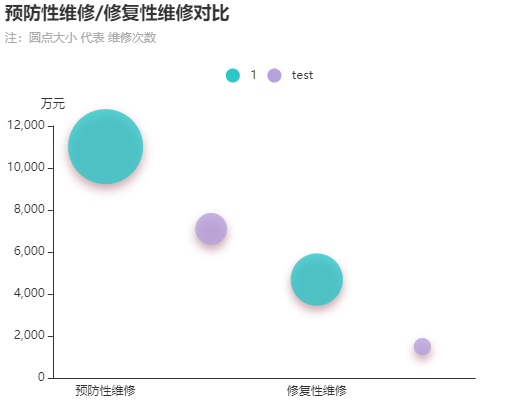 预防性维修/修复性维修对比
注：圆点大小 代表 维修次数
1 test
万元
12,000
10,000
8,000
6,000
4,000
2,000
0
预防性维修 修复性维修